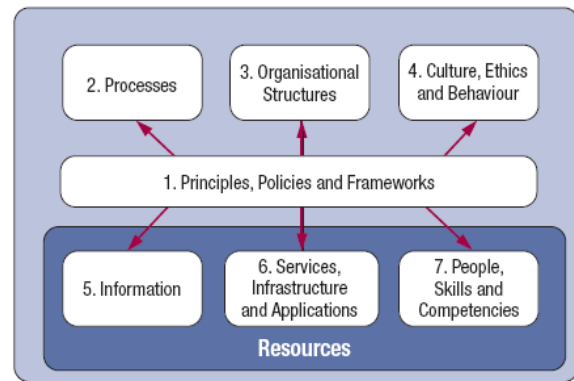 2. Processes
3. Organisational
Structures
4. Culture, Ethics
and Behaviour
1. Principles, Policies and Frameworks
5. Information
6. Services,
Infrastructure
and Applications
7. People,
Skills and
Competencies
Resources